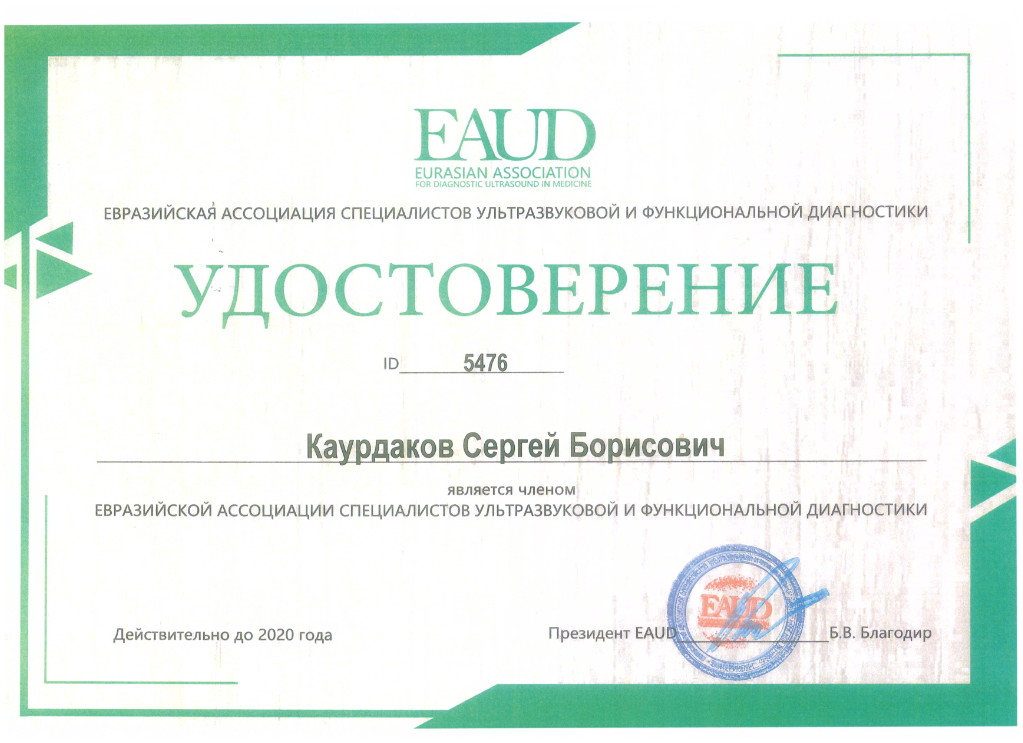 EAUD
EURASIAN ASSOCIATION
FOR DIAGNOSTIC ULTRASOUND IN MEDICINE
ЕВРАЗИЙСКАЯ АССОЦИАЦИЯ СПЕЦИАЛИСТОВ УЛЬТРАЗВУКОВОЙ И ФУНКЦИОНАЛЬНОЙ ДИАГНОСТИКИ
УДОСТОВЕРЕНИЕ
ID 5476
Каурдаков Сергей Борисович
является членом
ЕВРАЗИЙСКОЙ АССОЦИАЦИИ СПЕЦИАЛИСТОВ УЛЬТРАЗВУКОВОЙ И ФУНКЦИОНАЛЬНОЙ ДИАГНОСТИКИ
EAUD
Действительно до 2020 года
Президент EAUD Б.В. Благодир